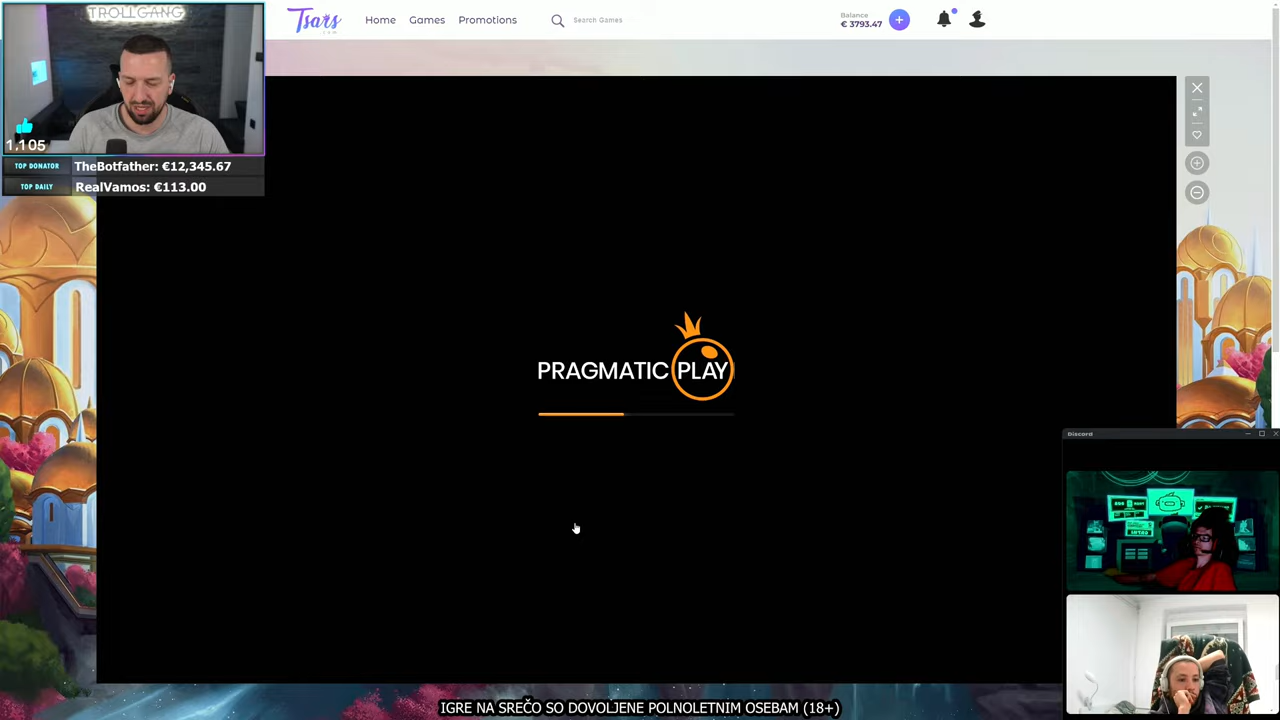 TROLLGANG
1,105
TOP DONATOR TheBotfather: €12,345.67
TOP DAILY RealVamos: €113.00
Tsars
Home Games Promotions
Search Games
Balance
€ 3793.47
PRAGMATIC PLAY
Discord
IGRE NA SREČO SO DOVOLJENE POLNOLETNIM OSEBAM (18+)